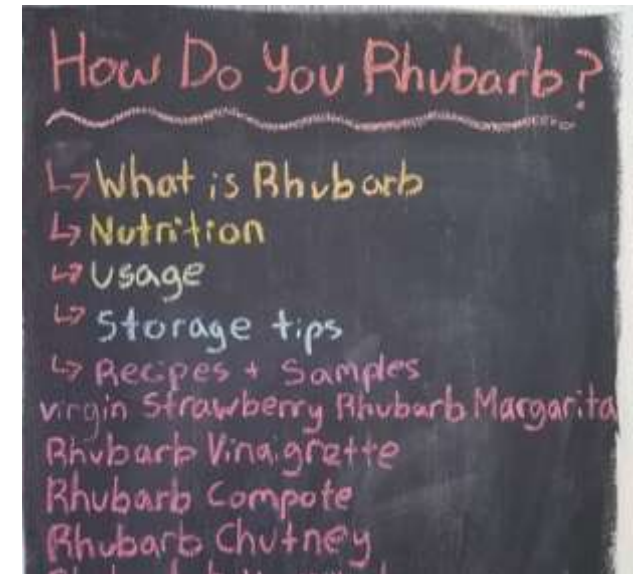 How Do You Rhubarb?
↳ What is Rhubarb
↳ Nutrition
↳ Usage
↳ Storage tips
↳ Recipes + Samples
virgin Strawberry Rhubarb Margarita
Rhubarb Vinaigrette
Rhubarb Compote
Rhubarb Chutney